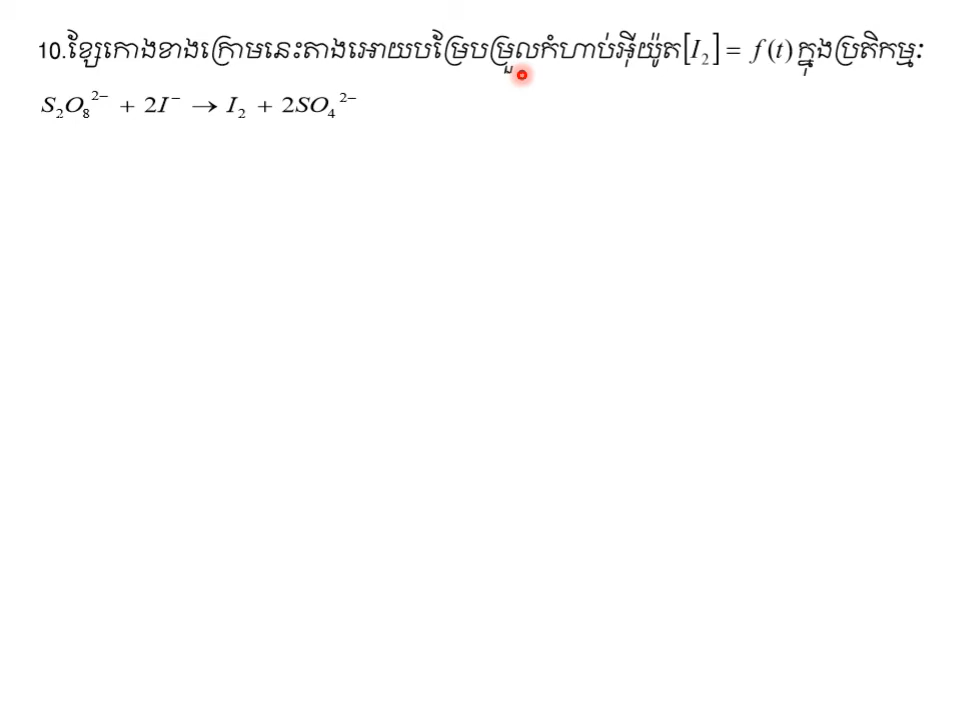 10.ខ្សែកោងខាងក្រោមនេះតាងអោយបម្រែបម្រួលកំហាប់អ៊ីយ៉ូត[I₂] = f(t) ក្នុងប្រតិកម្មៈ
S₂O₈²⁻ + 2I⁻ → I₂ + 2SO₄²⁻